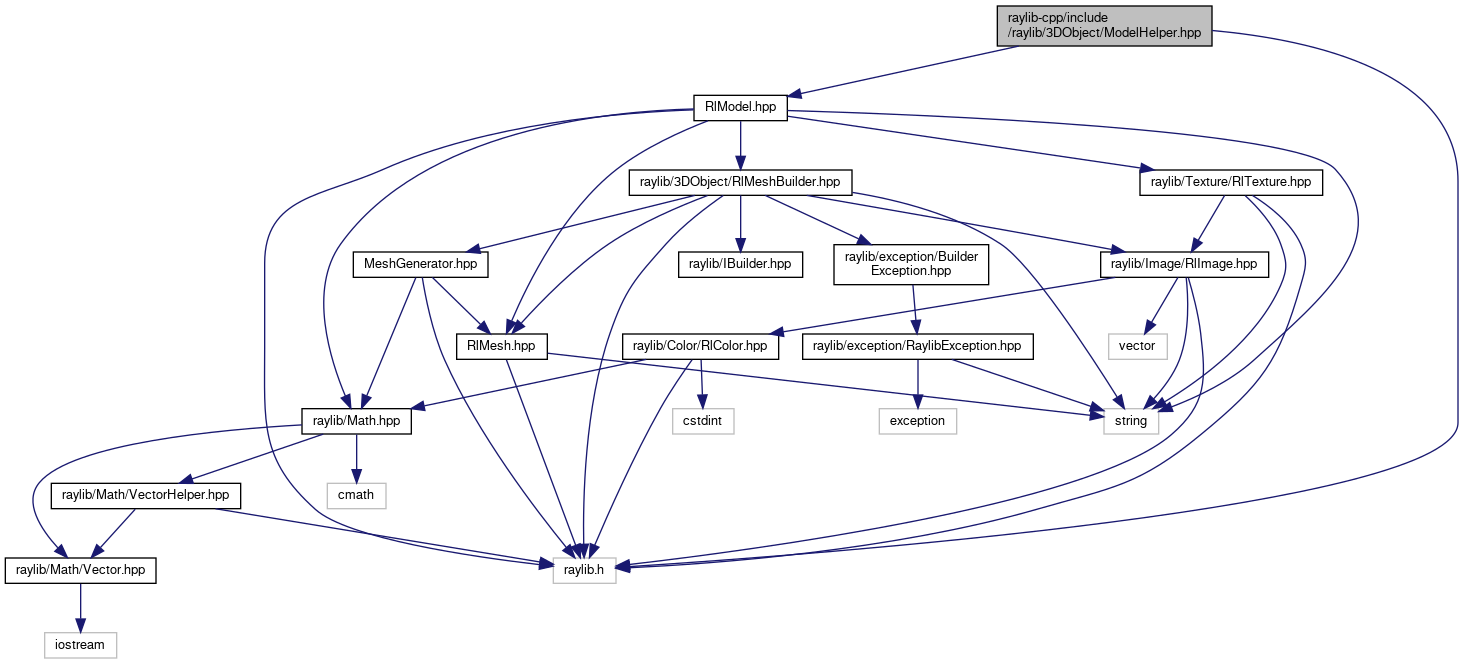 raylib-cpp/include
/raylib/3DObject/ModelHelper.hpp
RlModel.hpp
raylib/3DObject/RlMeshBuilder.hpp
raylib/Texture/RlTexture.hpp
MeshGenerator.hpp
raylib/IBuilder.hpp
raylib/exception/Builder
Exception.hpp
raylib/Image/RlImage.hpp
RlMesh.hpp
raylib/Color/RlColor.hpp
raylib/exception/RaylibException.hpp
vector
raylib/Math.hpp
cstdint
exception
string
raylib/Math/VectorHelper.hpp
cmath
raylib/Math/Vector.hpp
raylib.h
iostream